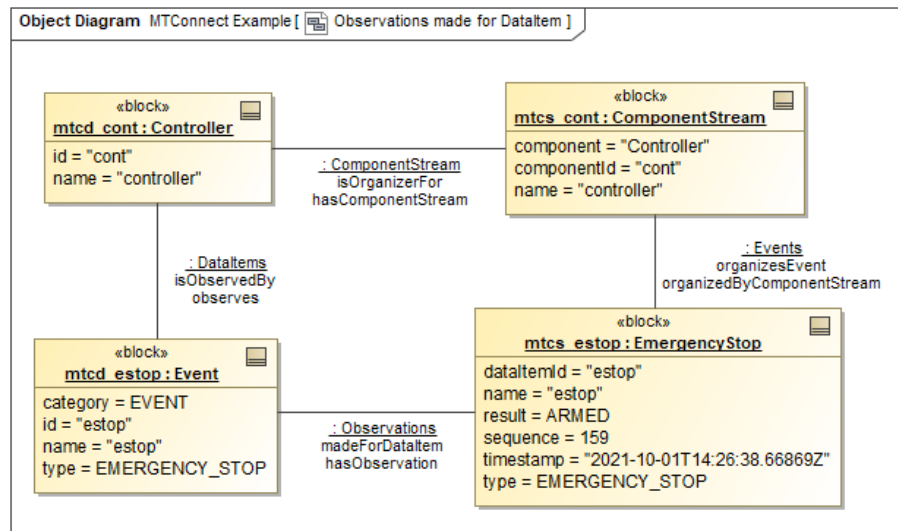 Object Diagram MTConnect Example [ Observations made for DataItem ]
«block»
mtcd_cont : Controller
id = "cont"
name = "controller"
«block»
mtcs_cont : ComponentStream
component = "Controller"
componentId = "cont"
name = "controller"
: ComponentStream
isOrganizerFor
hasComponentStream
: DataItems
isObservedBy
observes
: Events
organizesEvent
organizedByComponentStream
«block»
mtcd_estop : Event
category = EVENT
id = "estop"
name = "estop"
type = EMERGENCY_STOP
: Observations
madeForDataItem
hasObservation
«block»
mtcs_estop : EmergencyStop
dataItemId = "estop"
name = "estop"
result = ARMED
sequence = 159
timestamp = "2021-10-01T14:26:38.66869Z"
type = EMERGENCY_STOP